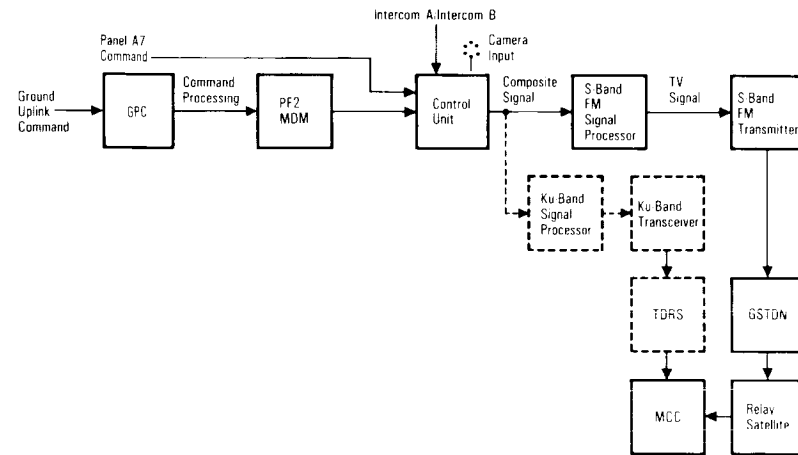 Intercom A/Intercom B
Panel A7
Command
Camera
Input
Ground
Uplink
Command
GPC
Command
Processing
PF2
MDM
Control
Unit
Composite
Signal
S-Band
FM
Signal
Processor
TV
Signal
S-Band
FM
Transmitter
Ku-Band
Signal
Processor
Ku-Band
Transceiver
TDRS
GSTDN
MCC
Relay
Satellite